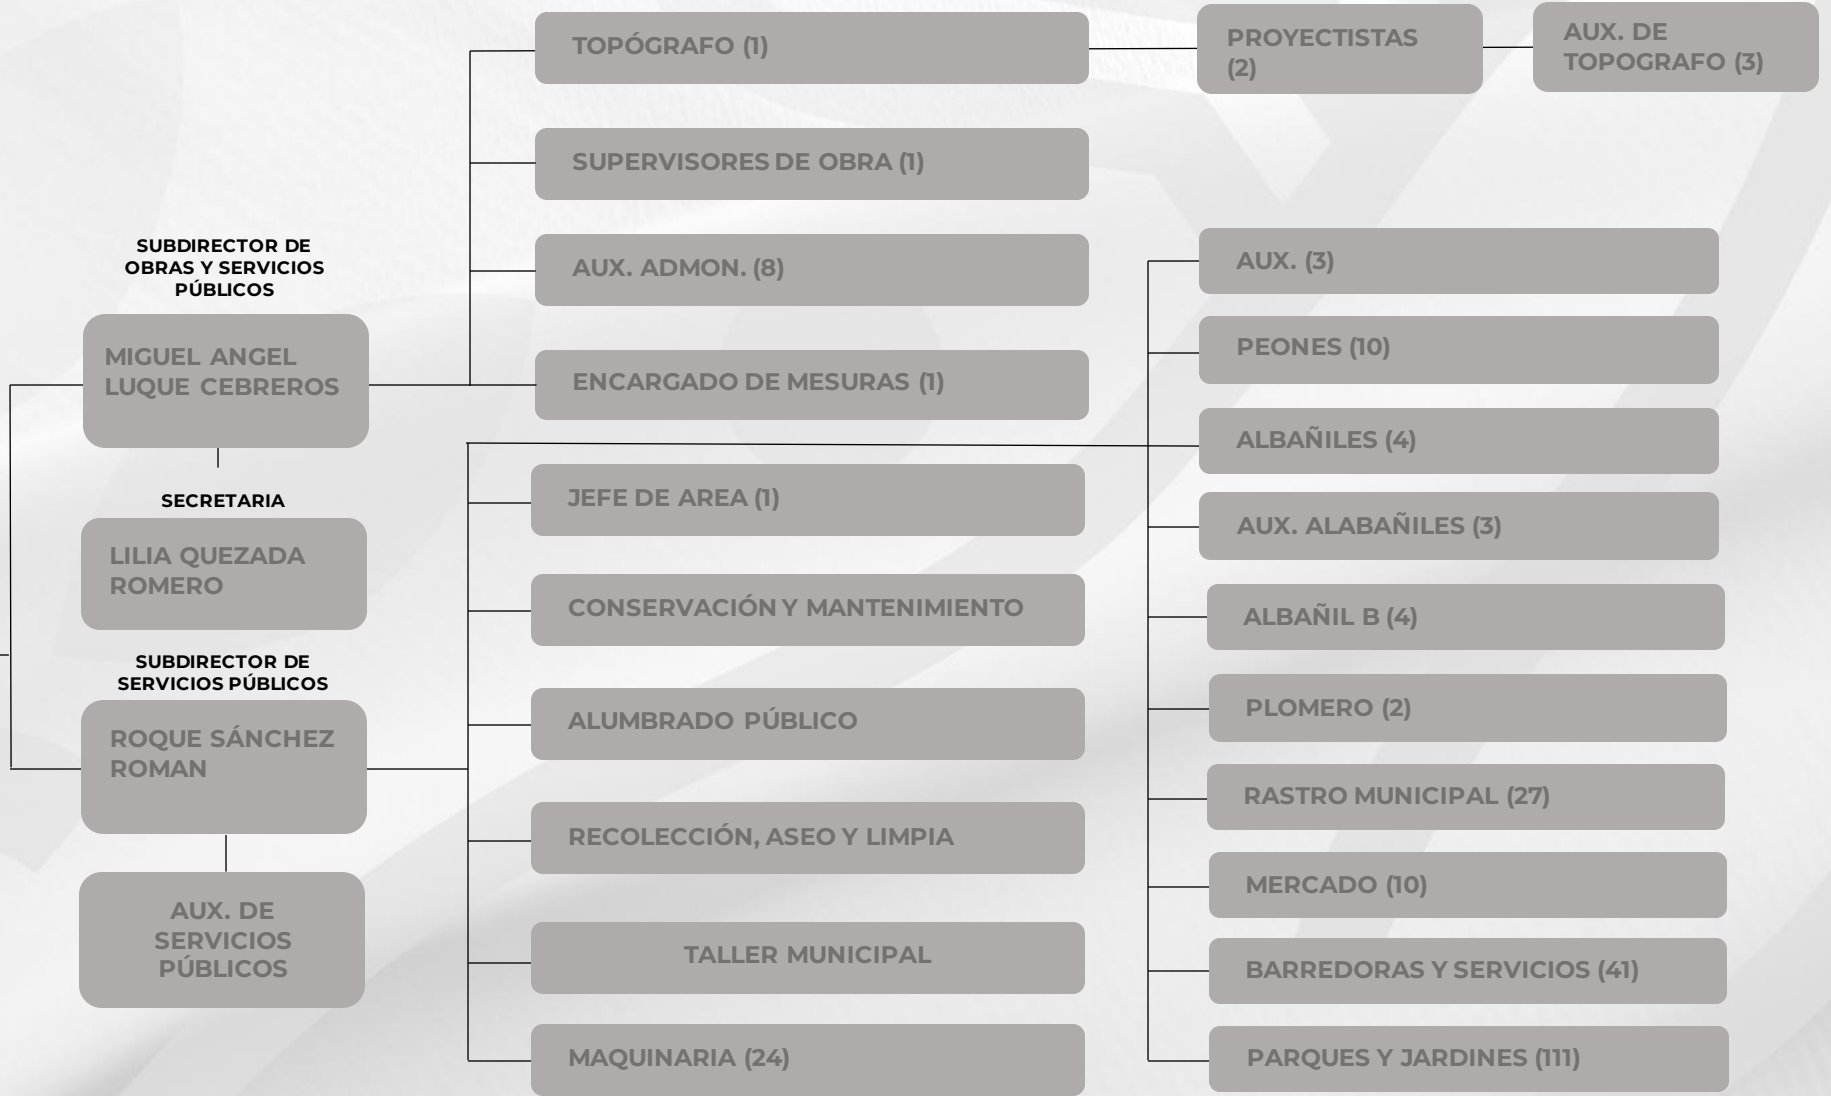 TOPÓGRAFO (1)
PROYECTISTAS
(2)
AUX. DE
TOPOGRAFO (3)
SUPERVISORES DE OBRA (1)
AUX. ADMON. (8)
ENCARGADO DE MESURAS (1)
SUBDIRECTOR DE
OBRAS Y SERVICIOS
PÚBLICOS
MIGUEL ANGEL
LUQUE CEBREROS
SECRETARIA
LILIA QUEZADA
ROMERO
SUBDIRECTOR DE
SERVICIOS PÚBLICOS
ROQUE SÁNCHEZ
ROMAN
AUX. DE
SERVICIOS
PÚBLICOS
JEFE DE AREA (1)
CONSERVACIÓN Y MANTENIMIENTO
ALUMBRADO PÚBLICO
RECOLECCIÓN, ASEO Y LIMPIA
TALLER MUNICIPAL
MAQUINARIA (24)
AUX. (3)
PEONES (10)
ALBAÑILES (4)
AUX. ALABAÑILES (3)
ALBAÑIL B (4)
PLOMERO (2)
RASTRO MUNICIPAL (27)
MERCADO (10)
BARREDORAS Y SERVICIOS (41)
PARQUES Y JARDINES (111)